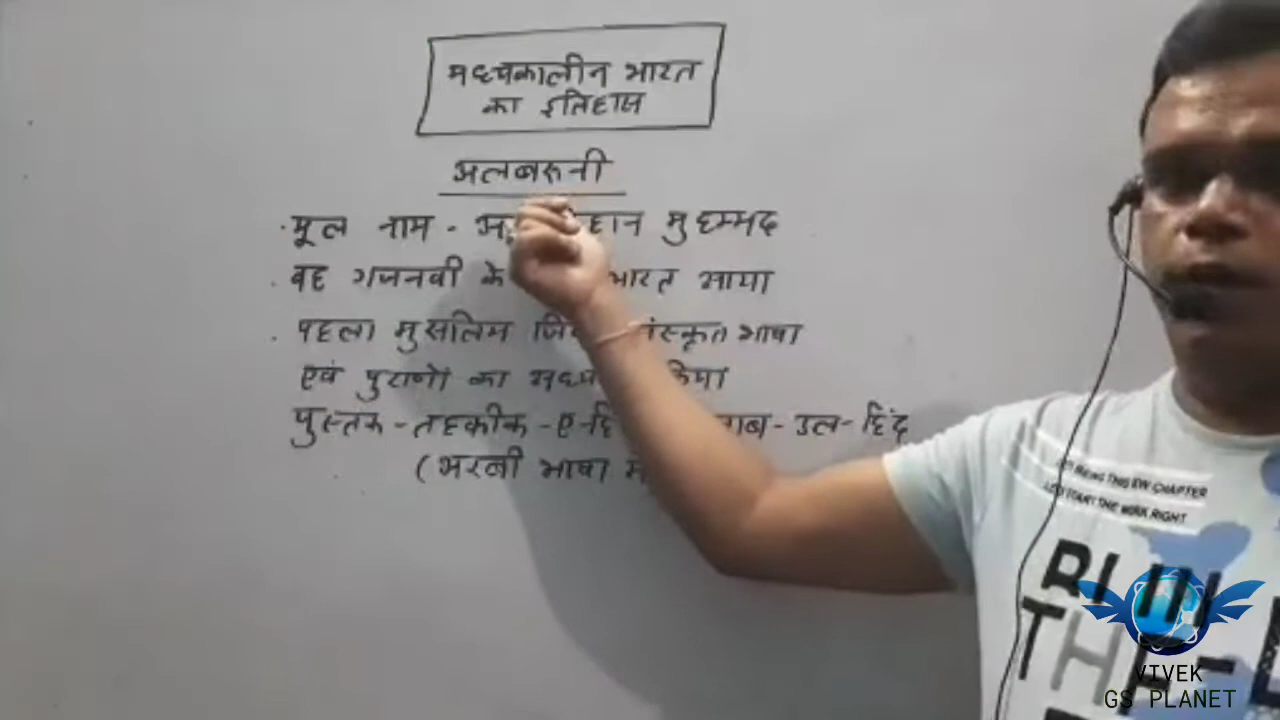 मध्यकालीन भारत
का इतिहास
अलबरूनी
· मूल नाम - मुहम्मद
· वह गजनवी के भारत आया
· पहला मुसलिम संस्कृत भाषा
एवं पुराणो का किया
पुस्तक - तहकीक - ए - उल - हिंद
(अरबी भाषा
THE
VIVEK
GS PLANET